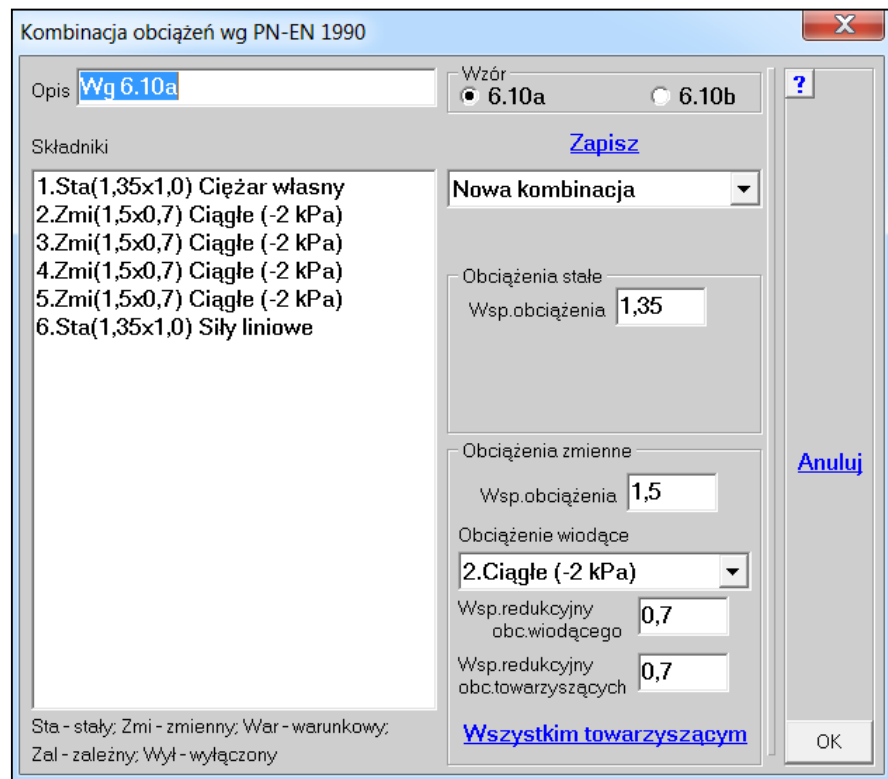 Kombinacja obciążeń wg PN-EN 1990
X
Opis Wg 6.10a
Wzór
6.10a 6.10b
?
Zapisz
Składniki
1.Sta(1,35x1,0) Ciężar własny
2.Zmi(1,5x0,7) Ciągłe (-2 kPa)
3.Zmi(1,5x0,7) Ciągłe (-2 kPa)
4.Zmi(1,5x0,7) Ciągłe (-2 kPa)
5.Zmi(1,5x0,7) Ciągłe (-2 kPa)
6.Sta(1,35x1,0) Siły liniowe
Sta - stały; Zmi - zmienny; War - warunkowy;
Zal - zależny; Wył - wyłączony
Nowa kombinacja
Obciążenia stałe
Wsp.obciążenia 1,35
Obciążenia zmienne
Wsp.obciążenia 1,5
Obciążenie wiodące
2.Ciągłe (-2 kPa)
Wsp.redukcyjny
obc.wiodącego 0,7
Wsp.redukcyjny
obc.towarzyszących 0,7
Wszystkim towarzyszącym
Anuluj
OK